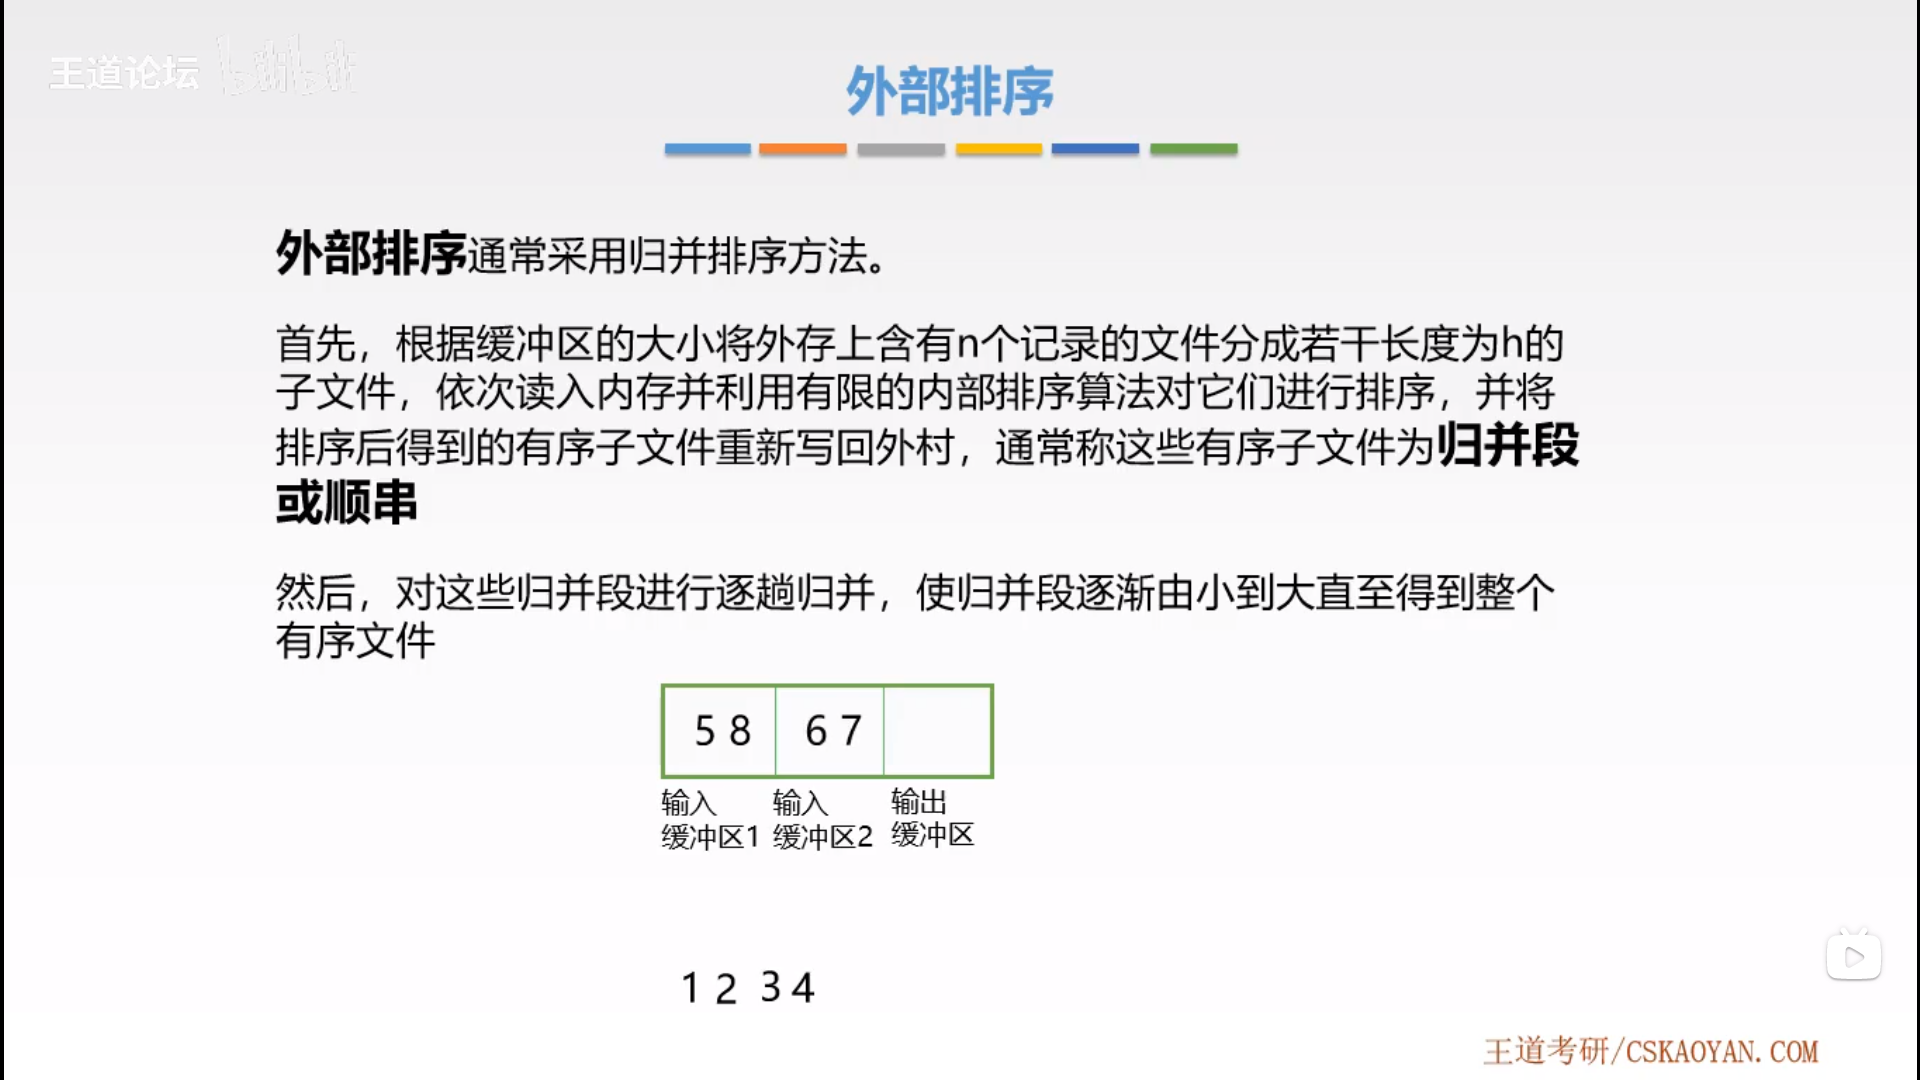 王道论坛 bilibili
外部排序
外部排序通常采用归并排序方法。
首先，根据缓冲区的大小将外存上含有n个记录的文件分成若干长度为h的
子文件，依次读入内存并利用有限的内部排序算法对它们进行排序，并将
排序后得到的有序子文件重新写回外村，通常称这些有序子文件为归并段
或顺串
然后，对这些归并段进行逐趟归并，使归并段逐渐由小到大直至得到整个
有序文件
5 8 6 7
输入 输入 输出
缓冲区1 缓冲区2 缓冲区
1 2 3 4
王道考研/CSKAOYAN.COM